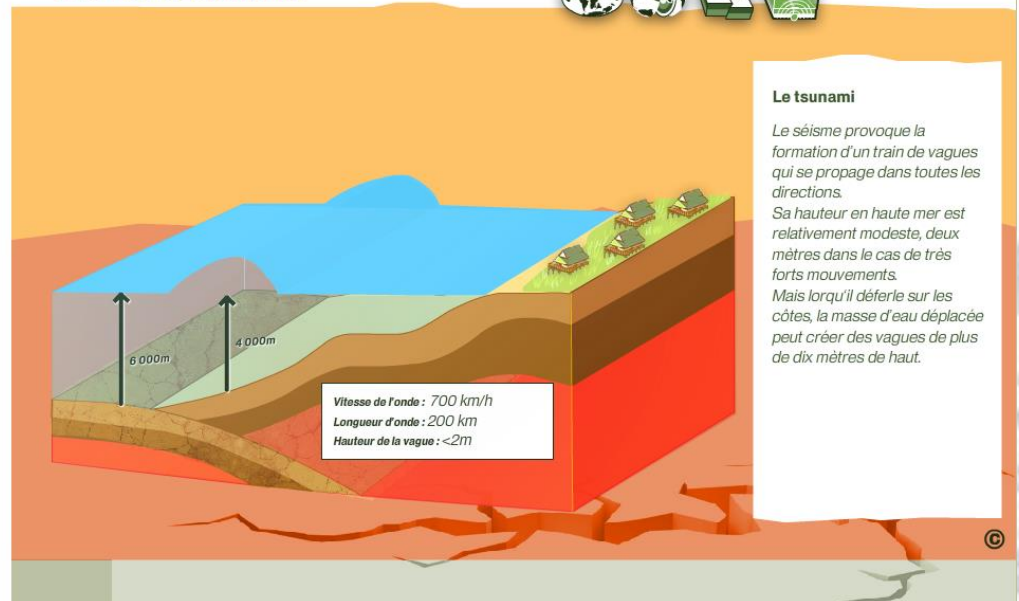 Le tsunami
Le séisme provoque la
formation d'un train de vagues
qui se propage dans toutes les
directions.
Sa hauteur en haute mer est
relativement modeste, deux
mètres dans le cas de très
forts mouvements.
Mais lorqu'il déferle sur les
côtes, la masse d'eau déplacée
peut créer des vagues de plus
de dix mètres de haut.
6 000m
4 000m
Vitesse de l'onde : 700 km/h
Longueur d'onde : 200 km
Hauteur de la vague : <2m
©